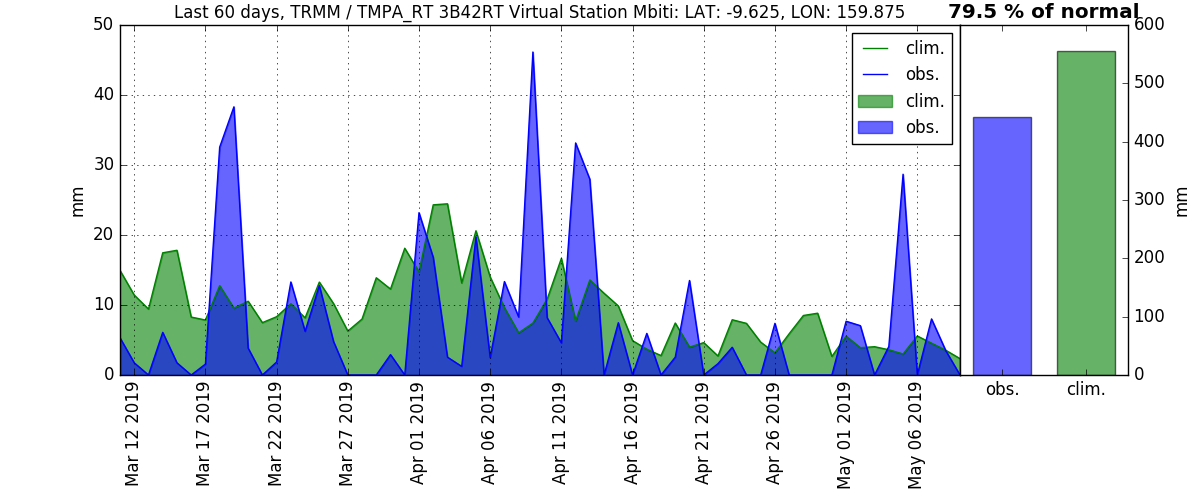 Last 60 days, TRMM / TMPA_RT 3B42RT Virtual Station Mbiti: LAT: -9.625, LON: 159.875
79.5 % of normal
50
40
30
20
10
0
mm
clim.
obs.
clim.
obs.
600
500
400
300
200
100
0
mm
obs.
clim.
Mar 12 2019
Mar 17 2019
Mar 22 2019
Mar 27 2019
Apr 01 2019
Apr 06 2019
Apr 11 2019
Apr 16 2019
Apr 21 2019
Apr 26 2019
May 01 2019
May 06 2019